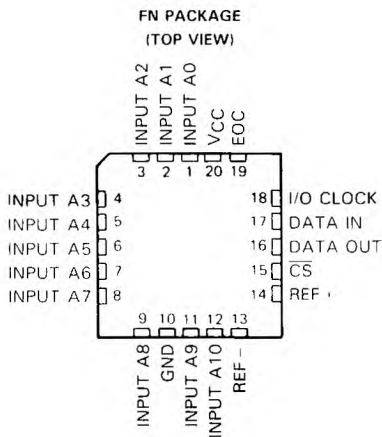 FN PACKAGE
(TOP VIEW)
INPUT A2
INPUT A1
INPUT A0
VCC
EOC
3 2 1 20 19
INPUT A3 4
INPUT A4 5
INPUT A5 6
INPUT A6 7
INPUT A7 8
18 I/O CLOCK
17 DATA IN
16 DATA OUT
15 C̅S̅
14 REF+
9 10 11 12 13
INPUT A8
GND
INPUT A9
INPUT A10
REF−